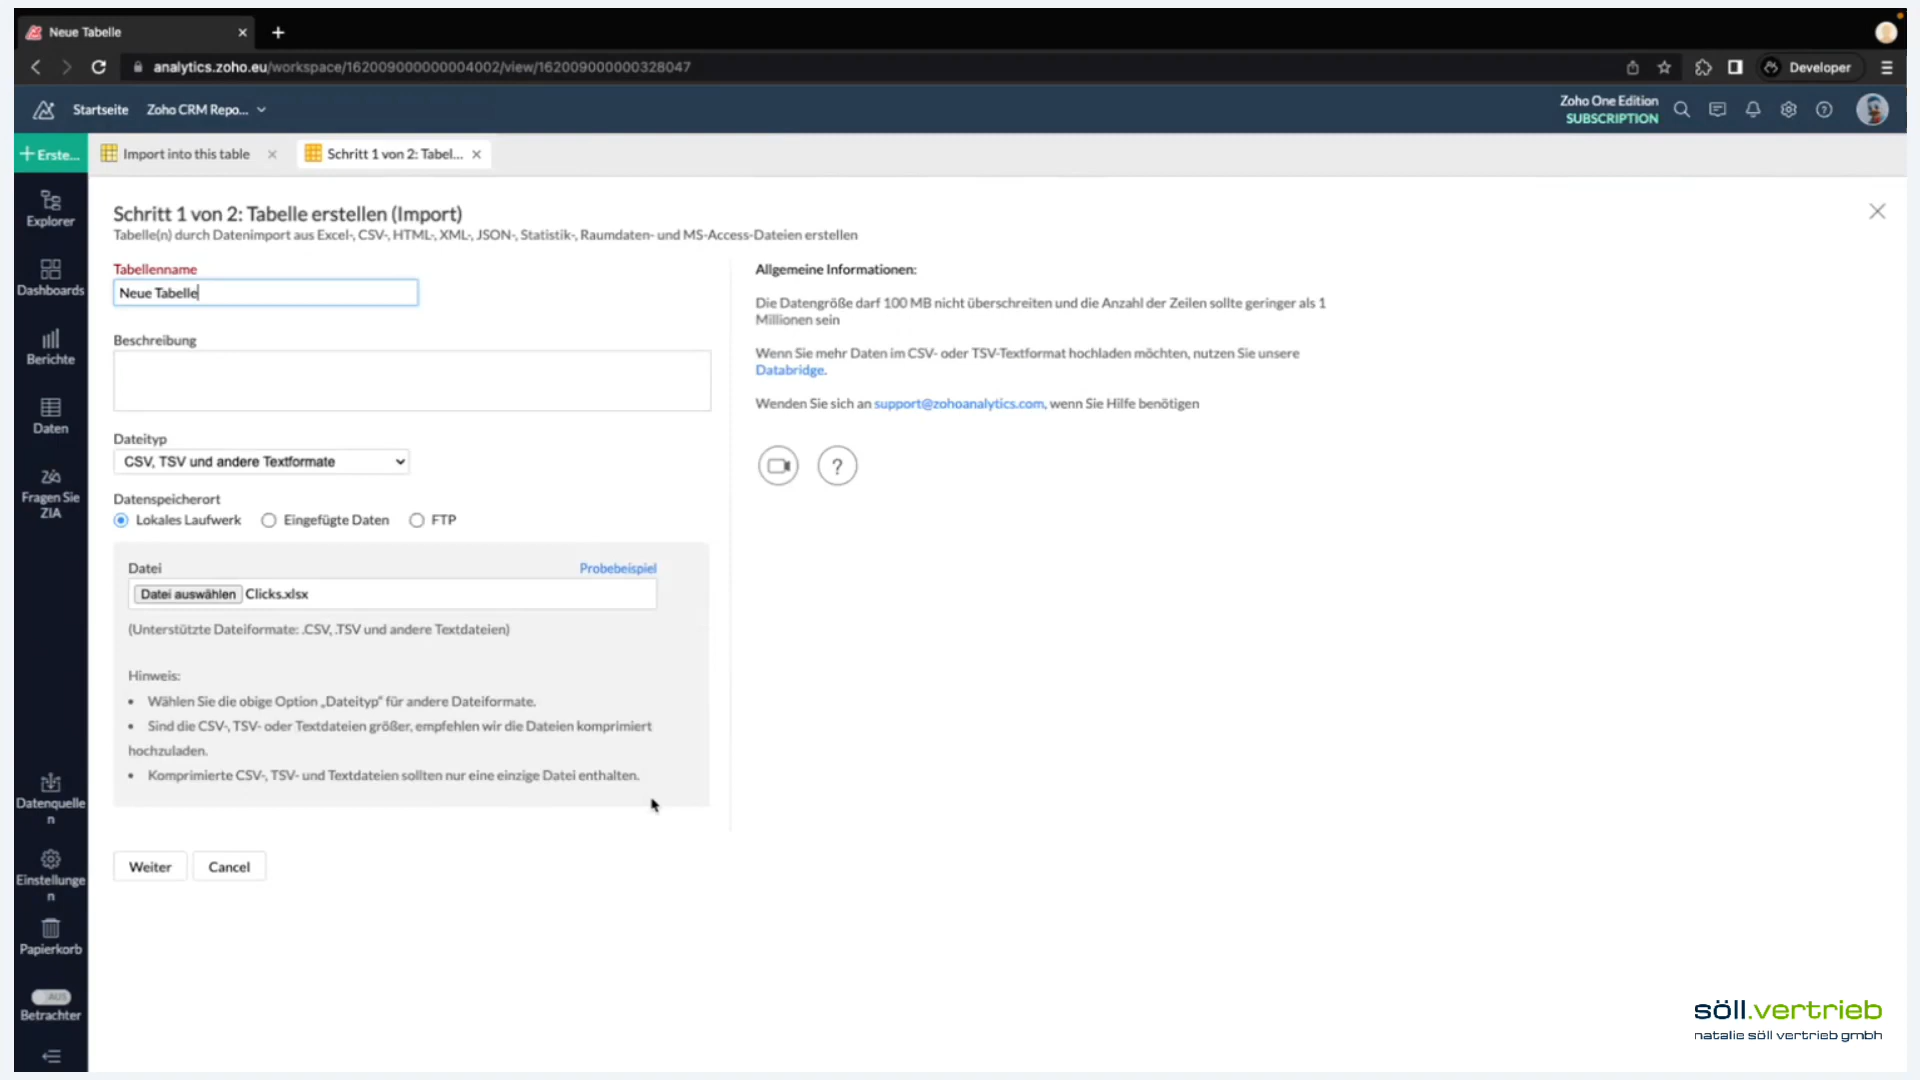 Neue Tabelle
analytics.zoho.eu/workspace/162009000000004002/view/162009000000328047
Developer
Startseite
Zoho CRM Repo...
Zoho One Edition
SUBSCRIPTION
+ Erste...
Import into this table
Schritt 1 von 2: Tabel...
Explorer
Dashboards
Berichte
Daten
Fragen Sie
ZIA
Datenquelle
n
Einstellunge
n
Papierkorb
AUS
Betrachter
Schritt 1 von 2: Tabelle erstellen (Import)
Tabelle(n) durch Datenimport aus Excel-, CSV-, HTML-, XML-, JSON-, Statistik-, Raumdaten- und MS-Access-Dateien erstellen
Tabellenname
Neue Tabelle
Beschreibung
Dateityp
CSV, TSV und andere Textformate
Datenspeicherort
Lokales Laufwerk
Eingefügte Daten
FTP
Datei
Probebeispiel
Datei auswählen Clicks.xlsx
(Unterstützte Dateiformate: .CSV, .TSV und andere Textdateien)
Hinweis:
• Wählen Sie die obige Option „Dateityp" für andere Dateiformate.
• Sind die CSV-, TSV- oder Textdateien größer, empfehlen wir die Dateien komprimiert
hochzuladen.
• Komprimierte CSV-, TSV- und Textdateien sollten nur eine einzige Datei enthalten.
Weiter
Cancel
Allgemeine Informationen:
Die Datengröße darf 100 MB nicht überschreiten und die Anzahl der Zeilen sollte geringer als 1
Millionen sein
Wenn Sie mehr Daten im CSV- oder TSV-Textformat hochladen möchten, nutzen Sie unsere
Databridge.
Wenden Sie sich an support@zohoanalytics.com, wenn Sie Hilfe benötigen
?
söll.vertrieb
natalie söll vertrieb gmbh